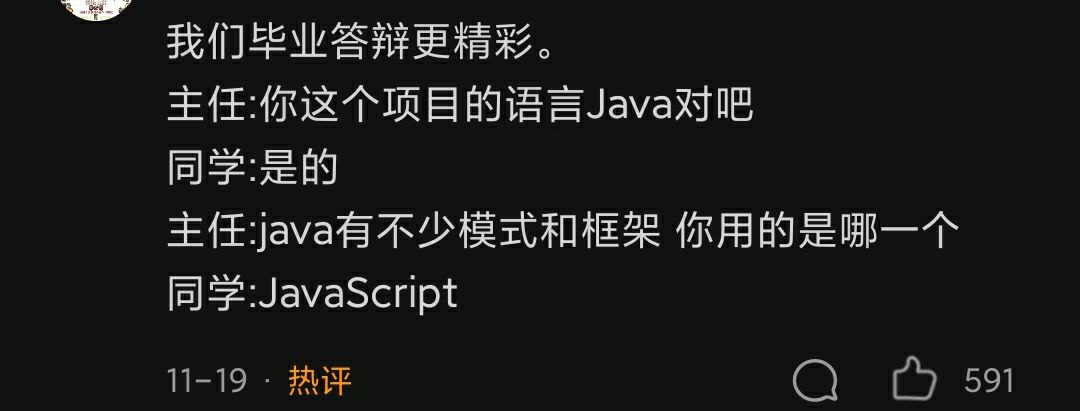 我们毕业答辩更精彩。
主任:你这个项目的语言Java对吧
同学:是的
主任:java有不少模式和框架 你用的是哪一个
同学:JavaScript
11-19 · 热评 591